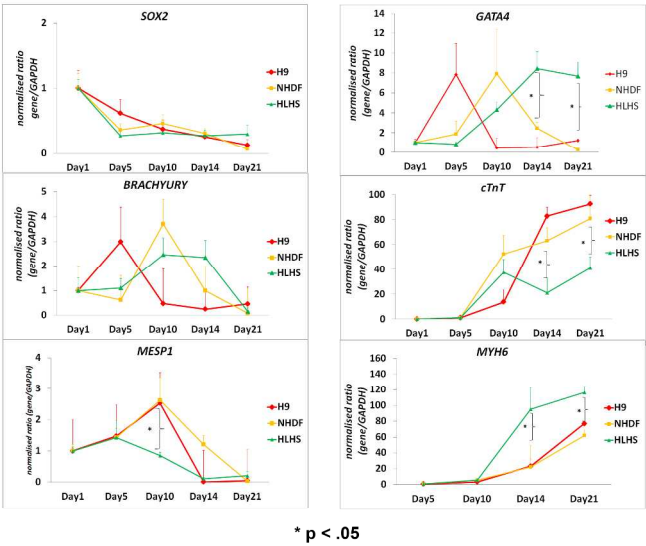 SOX2
normalised ratio
gene/GAPDH)
2
1
0
Day1 Day5 Day10 Day14 Day21
H9
NHDF
HLHS
GATA4
normalised ratio
(gene/GAPDH)
14
12
10
8
6
4
2
0
* *
Day1 Day5 Day10 Day14 Day21
H9
NHDF
HLHS
BRACHYURY
normalised ratio
(gene/GAPDH)
5
4
3
2
1
0
Day1 Day5 Day10 Day14 Day21
H9
NHDF
HLHS
cTnT
normalised ratio
(gene/GAPDH)
100
80
60
40
20
0
* *
Day1 Day5 Day10 Day14 Day21
H9
NHDF
HLHS
MESP1
normalised ratio (gene/GAPDH)
4
3
2
1
0
*
Day1 Day5 Day10 Day14 Day21
H9
NHDF
HLHS
MYH6
normalised ratio
(gene/GAPDH)
160
140
120
100
80
60
40
20
0
* *
Day5 Day10 Day14 Day21
H9
NHDF
HLHS
* p < .05